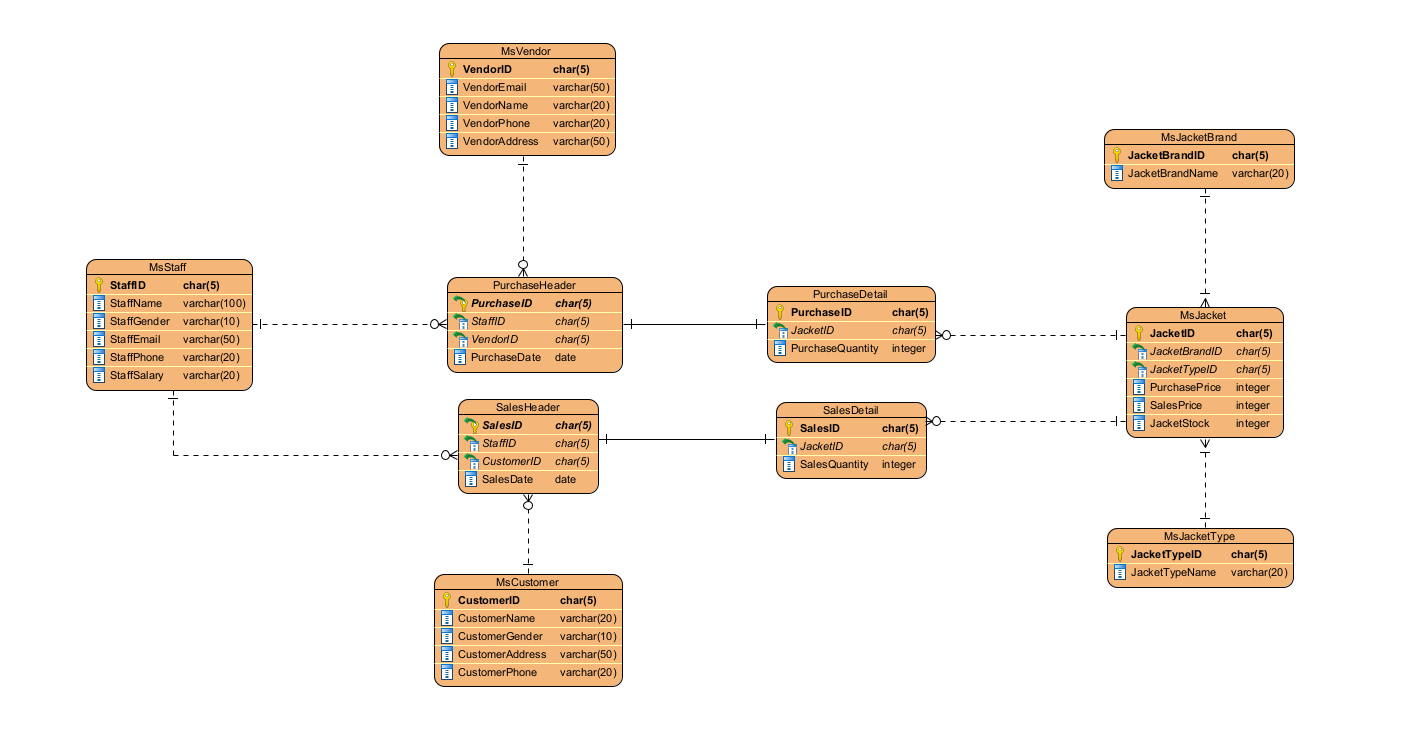 MsVendor
VendorID char(5)
VendorEmail varchar(50)
VendorName varchar(20)
VendorPhone varchar(20)
VendorAddress varchar(50)
MsJacketBrand
JacketBrandID char(5)
JacketBrandName varchar(20)
MsStaff
StaffID char(5)
StaffName varchar(100)
StaffGender varchar(10)
StaffEmail varchar(50)
StaffPhone varchar(20)
StaffSalary varchar(20)
PurchaseHeader
PurchaseID char(5)
StaffID char(5)
VendorID char(5)
PurchaseDate date
PurchaseDetail
PurchaseID char(5)
JacketID char(5)
PurchaseQuantity integer
MsJacket
JacketID char(5)
JacketBrandID char(5)
JacketTypeID char(5)
PurchasePrice integer
SalesPrice integer
JacketStock integer
SalesHeader
SalesID char(5)
StaffID char(5)
CustomerID char(5)
SalesDate date
SalesDetail
SalesID char(5)
JacketID char(5)
SalesQuantity integer
MsJacketType
JacketTypeID char(5)
JacketTypeName varchar(20)
MsCustomer
CustomerID char(5)
CustomerName varchar(20)
CustomerGender varchar(10)
CustomerAddress varchar(50)
CustomerPhone varchar(20)